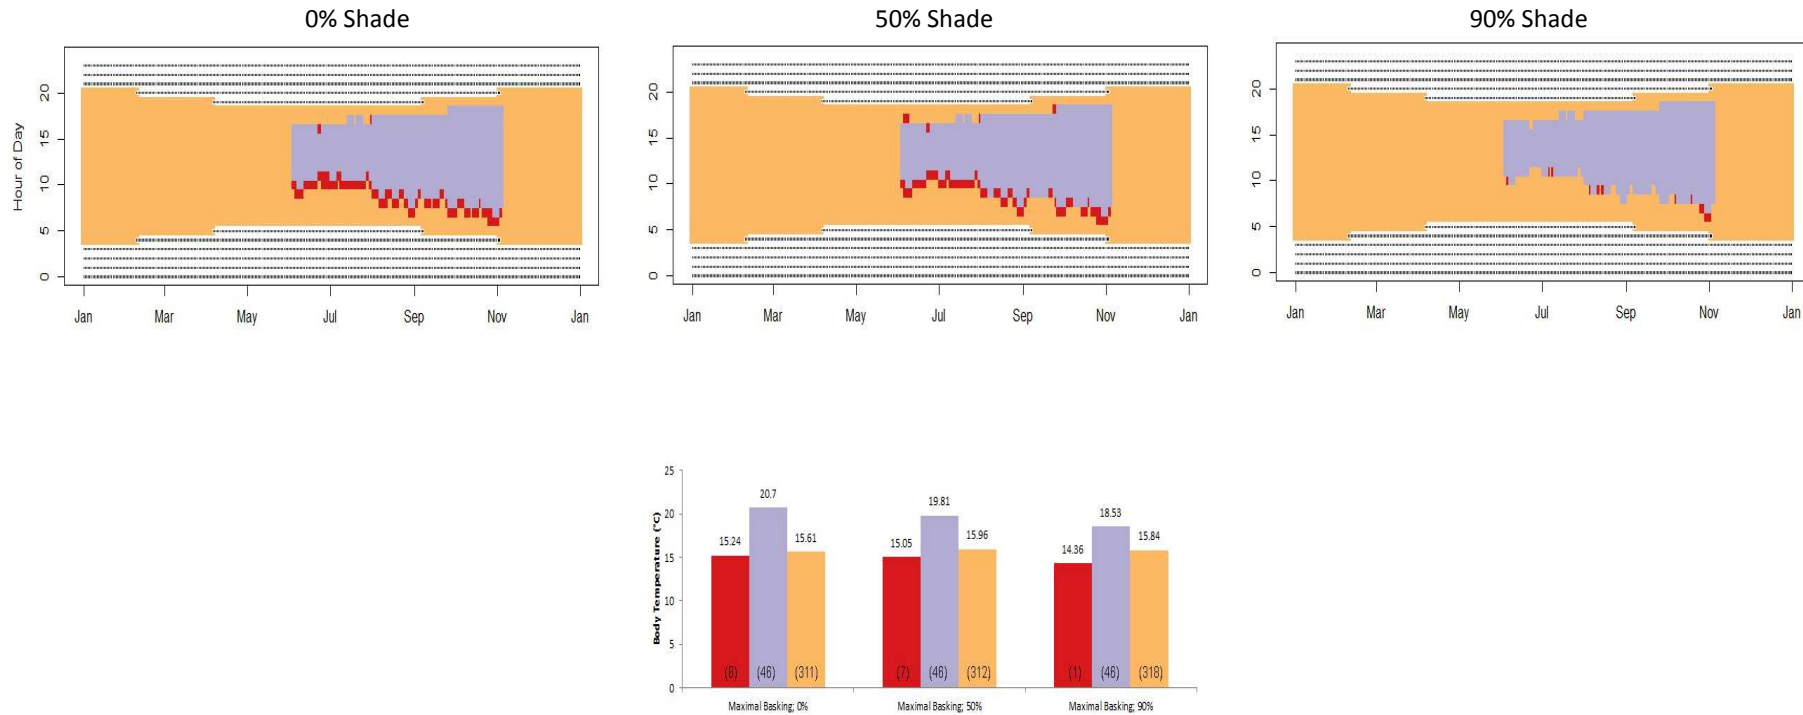 0% Shade
50% Shade
90% Shade
Hour of Day
20
15
10
5
0
Jan Mar May Jul Sep Nov Jan
20
15
10
5
0
Jan Mar May Jul Sep Nov Jan
20
15
10
5
0
Jan Mar May Jul Sep Nov Jan
Body Temperature (°C)
25
20
15
10
5
0
15.24 20.7 15.61
15.05 19.81 15.96
14.36 18.53 15.84
(8) (46) (311)
(7) (46) (312)
(1) (46) (318)
Maximal Basking; 0%
Maximal Basking; 50%
Maximal Basking; 90%